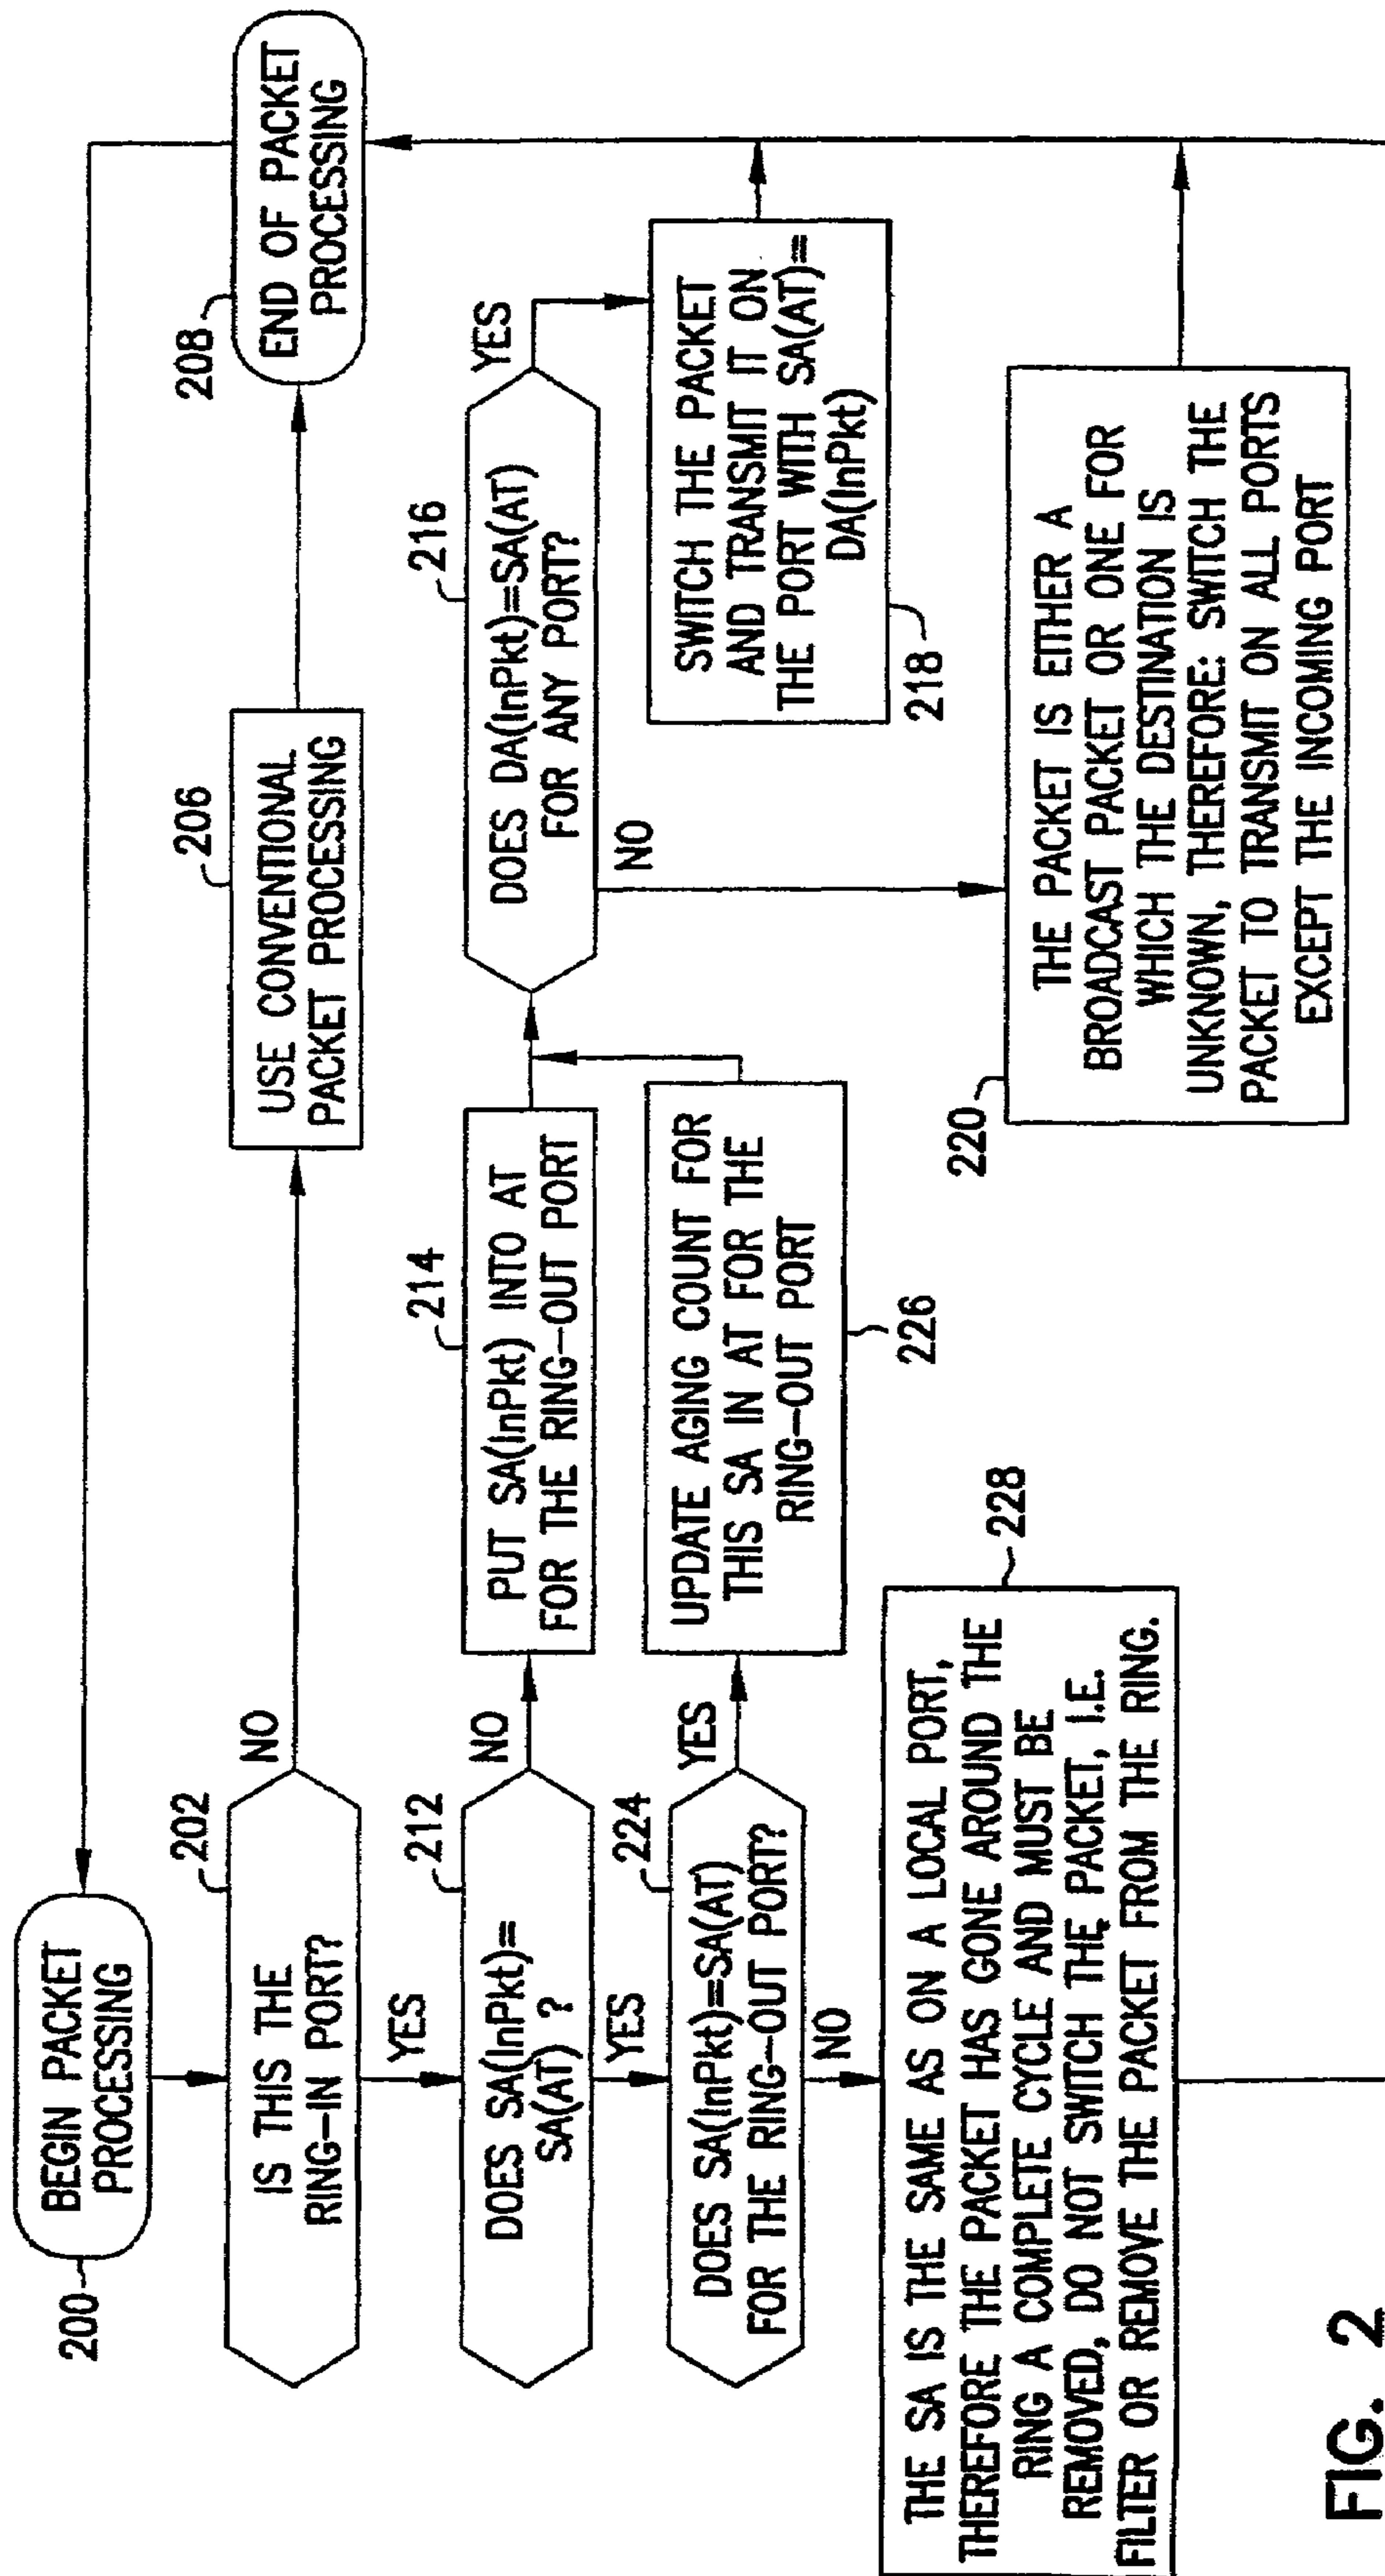 200
BEGIN PACKET
PROCESSING
202
IS THIS THE
RING-IN PORT?
NO
YES
206
USE CONVENTIONAL
PACKET PROCESSING
208
END OF PACKET
PROCESSING
212
DOES SA(InPkt)=
SA(AT) ?
NO
YES
214
PUT SA(InPkt) INTO AT
FOR THE RING-OUT PORT
216
DOES DA(InPkt)=SA(AT)
FOR ANY PORT?
YES
NO
SWITCH THE PACKET
AND TRANSMIT IT ON
THE PORT WITH SA(AT)=
DA(InPkt)
218
224
DOES SA(InPkt)=SA(AT)
FOR THE RING-OUT PORT?
YES
NO
UPDATE AGING COUNT FOR
THIS SA IN AT FOR THE
RING-OUT PORT
226
228
THE SA IS THE SAME AS ON A LOCAL PORT,
THEREFORE THE PACKET HAS GONE AROUND THE
RING A COMPLETE CYCLE AND MUST BE
REMOVED, DO NOT SWITCH THE PACKET, I.E.
FILTER OR REMOVE THE PACKET FROM THE RING.
220
THE PACKET IS EITHER A
BROADCAST PACKET OR ONE FOR
WHICH THE DESTINATION IS
UNKNOWN, THEREFORE: SWITCH THE
PACKET TO TRANSMIT ON ALL PORTS
EXCEPT THE INCOMING PORT
FIG. 2